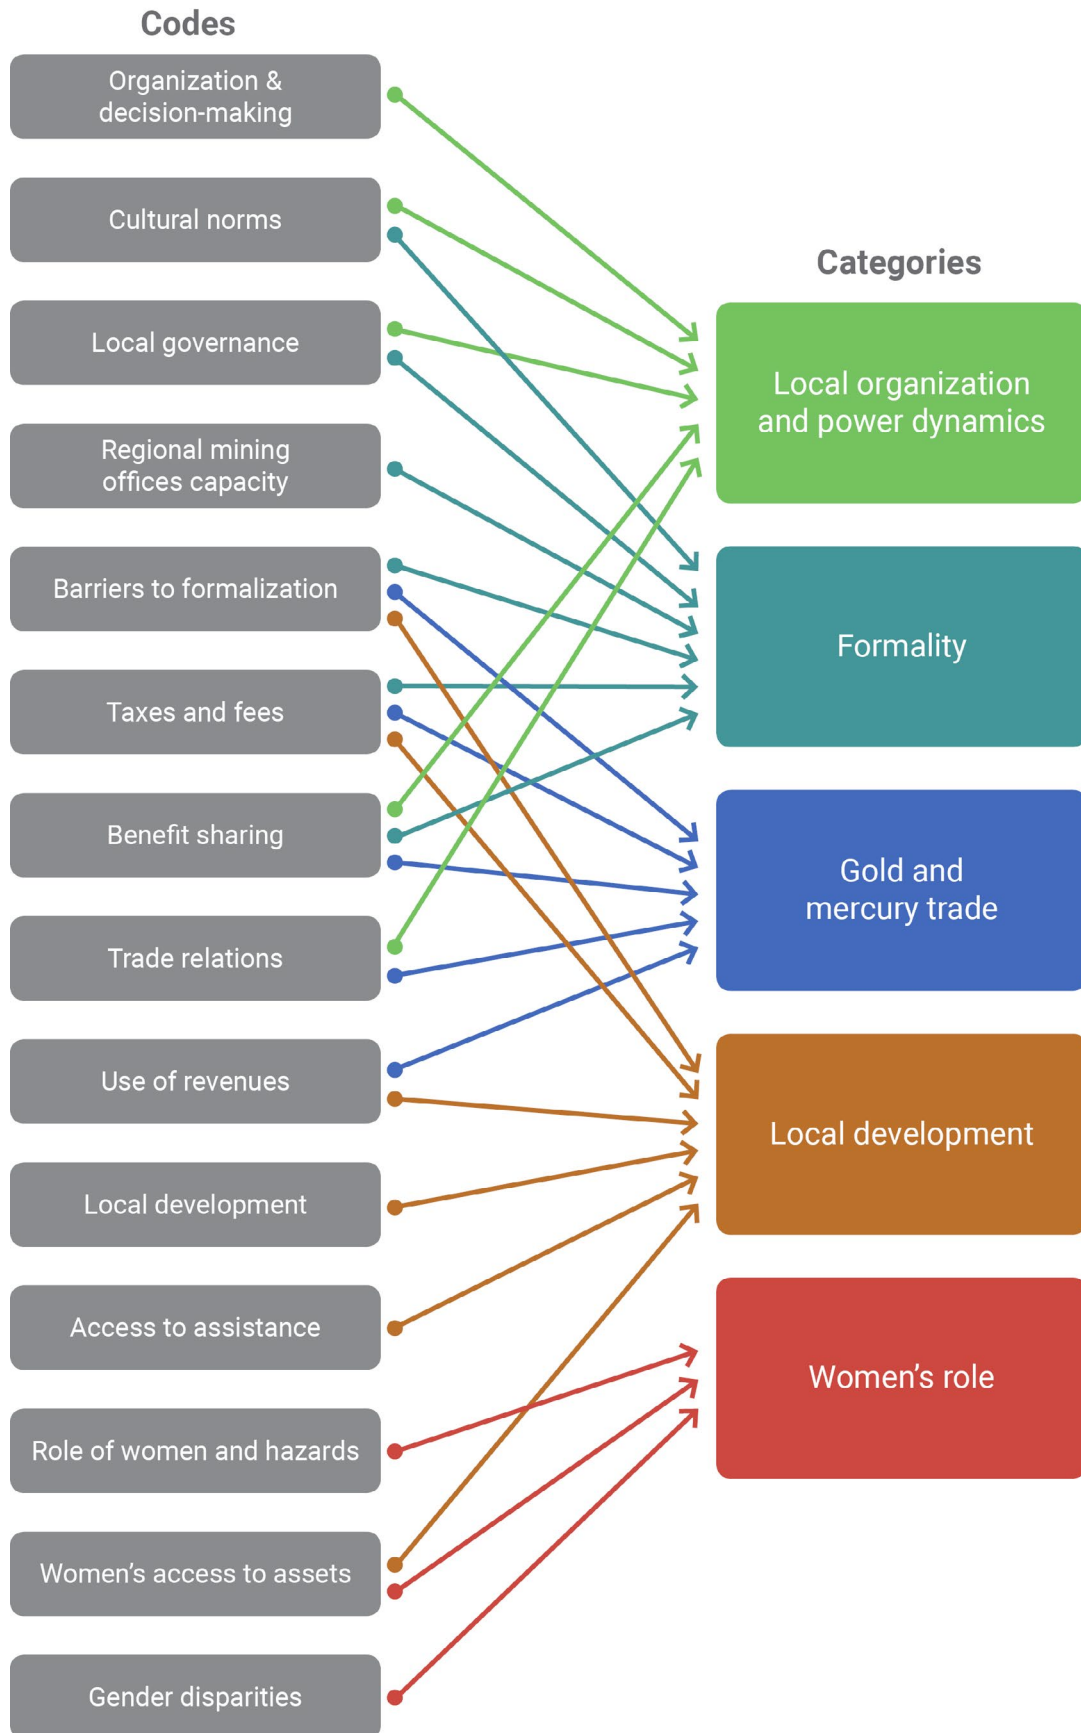 Codes
Organization &
decision-making
Cultural norms
Local governance
Regional mining
offices capacity
Barriers to formalization
Taxes and fees
Benefit sharing
Trade relations
Use of revenues
Local development
Access to assistance
Role of women and hazards
Women’s access to assets
Gender disparities
Categories
Local organization
and power dynamics
Formality
Gold and
mercury trade
Local development
Women’s role